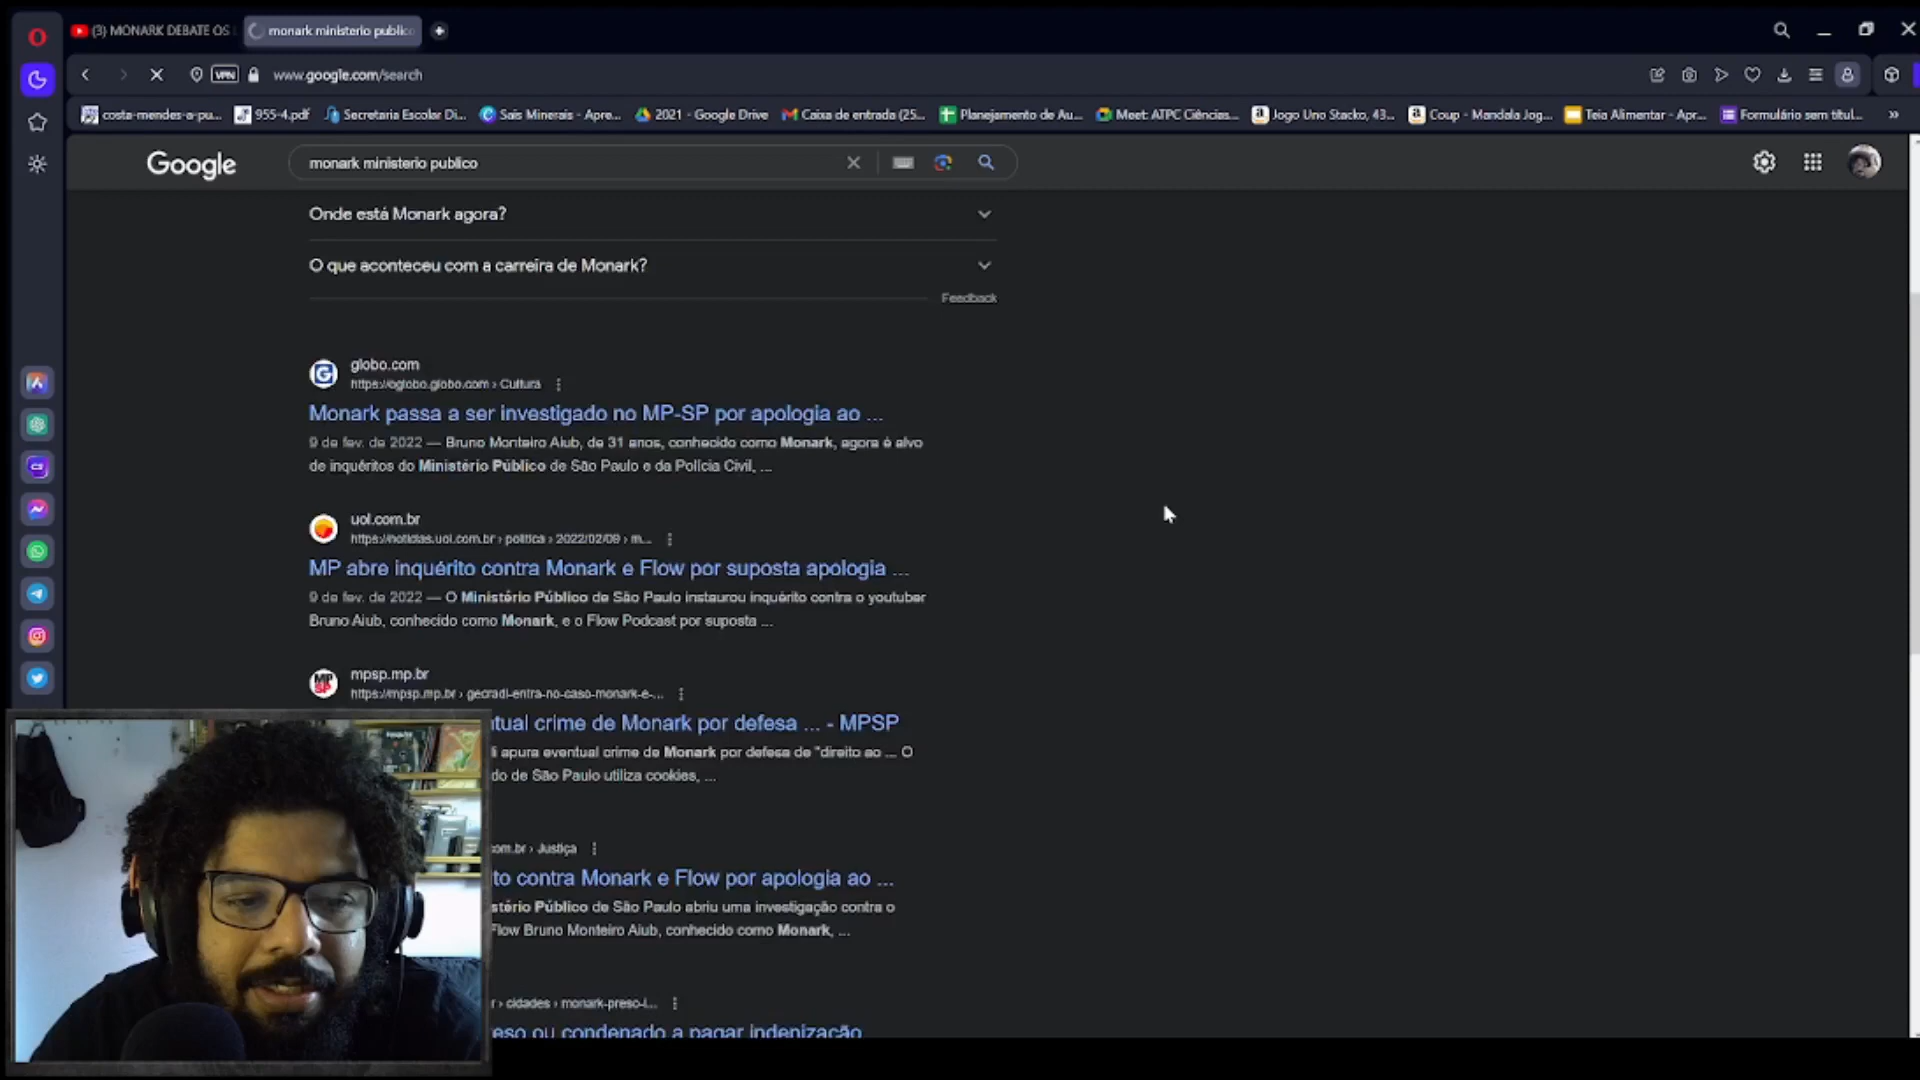 (3) MONARK DEBATE OS
monark ministerio public
VPN
www.google.com/search
costa-mendes-a-pu...
955-4.pdf
Secretaria Escolar Di...
Sais Minerais - Apre...
2021 - Google Drive
Caixa de entrada (25...
Planejamento de Au...
Meet: ATPC Ciências...
Jogo Uno Stacko, 43...
Coup - Mandala Jog...
Teia Alimentar - Apr...
Formulário sem títul...
Google
monark ministerio publico
Onde está Monark agora?
O que aconteceu com a carreira de Monark?
Feedback
globo.com
https://oglobo.globo.com › Cultura
Monark passa a ser investigado no MP-SP por apologia ao ...
9 de fev. de 2022 — Bruno Monteiro Aiub, de 31 anos, conhecido como Monark, agora é alvo
de inquéritos do Ministério Público de São Paulo e da Polícia Civil, ...
uol.com.br
https://noticias.uol.com.br › politica › 2022/02/09 › m...
MP abre inquérito contra Monark e Flow por suposta apologia ...
9 de fev. de 2022 — O Ministério Público de São Paulo instaurou inquérito contra o youtuber
Bruno Aiub, conhecido como Monark, e o Flow Podcast por suposta ...
MP SP
mpsp.mp.br
https://mpsp.mp.br › gecradi-entra-no-caso-monark-e-...
tual crime de Monark por defesa ... - MPSP
i apura eventual crime de Monark por defesa de "direito ao ... O
do de São Paulo utiliza cookies, ...
com.br › Justiça
to contra Monark e Flow por apologia ao ...
stério Público de São Paulo abriu uma investigação contra o
Flow Bruno Monteiro Aiub, conhecido como Monark, ...
r › cidades › monark-preso-i...
eso ou condenado a pagar indenização